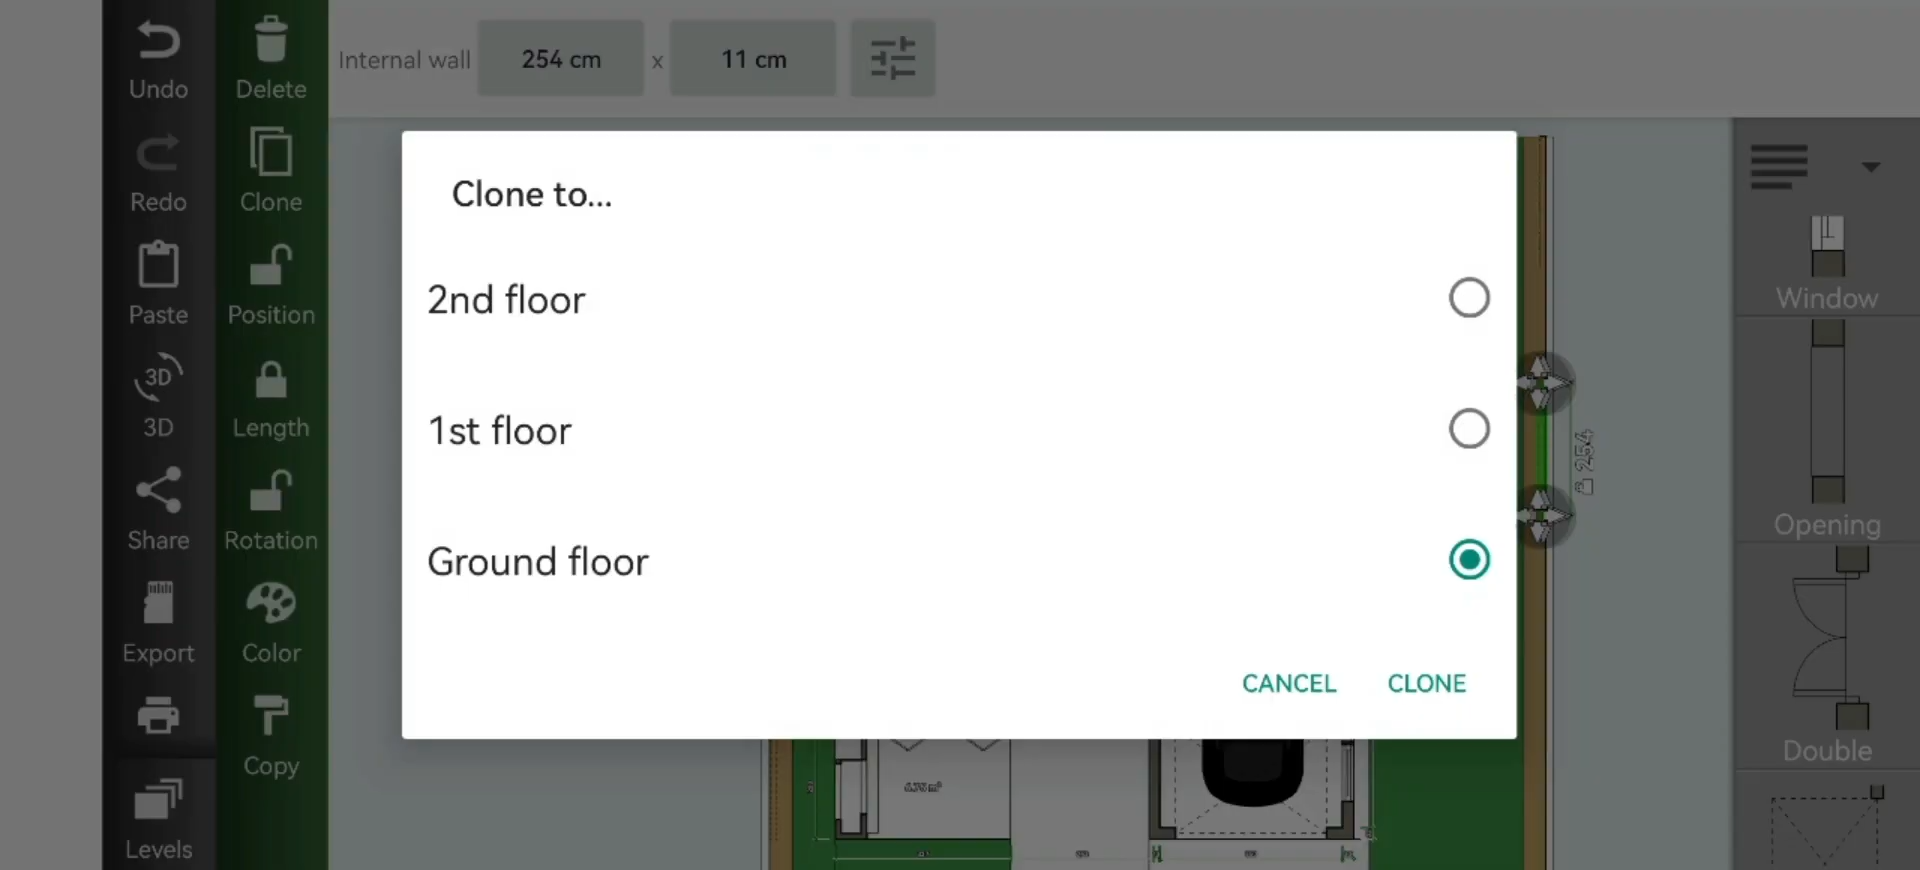 Undo
Redo
Paste
3D
3D
Share
Export
Levels
Delete
Clone
Position
Length
Rotation
Color
Copy
Internal wall 254 cm x 11 cm
Clone to...
2nd floor
1st floor
Ground floor
CANCEL CLONE
254
Window
Opening
Double